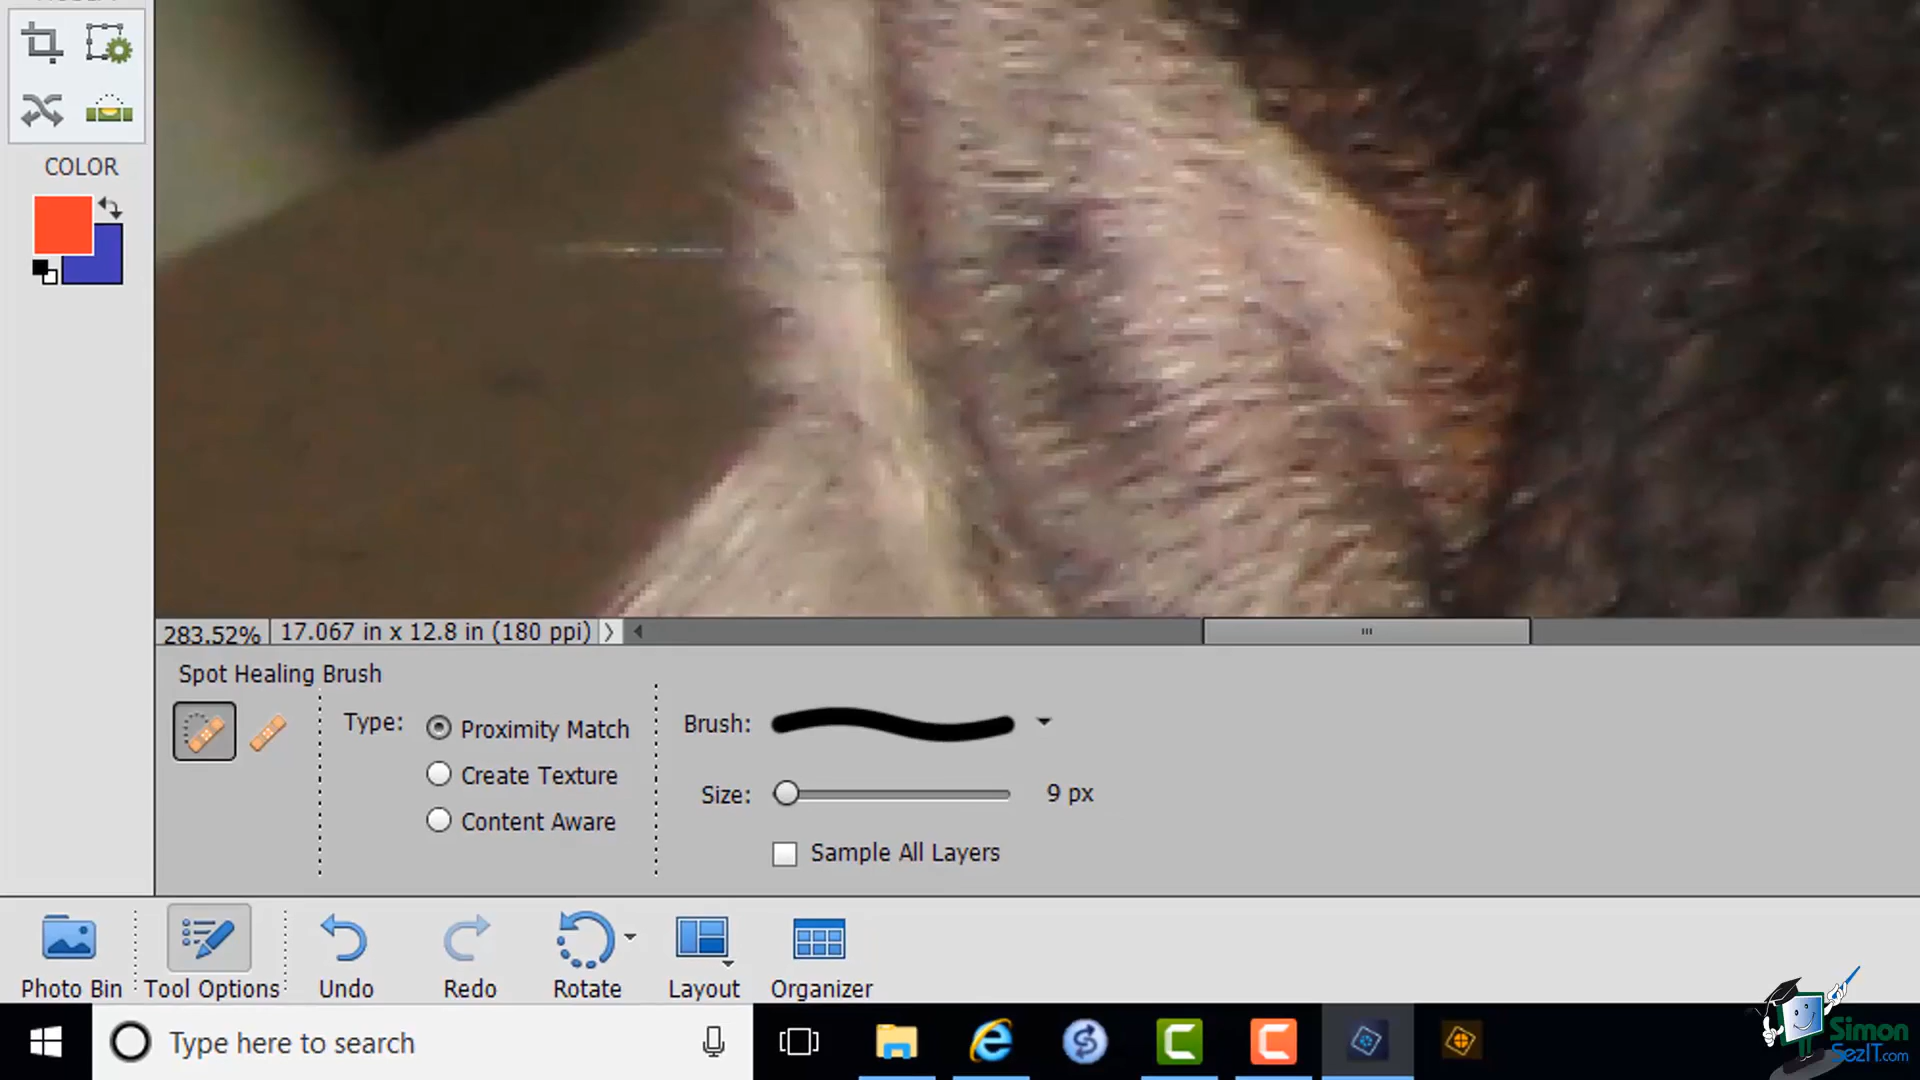 COLOR
283.52%
17.067 in x 12.8 in (180 ppi)
Spot Healing Brush
Type:
Proximity Match
Create Texture
Content Aware
Brush:
Size:
9 px
Sample All Layers
Photo Bin
Tool Options
Undo
Redo
Rotate
Layout
Organizer
Type here to search
Simon
SezIT.com